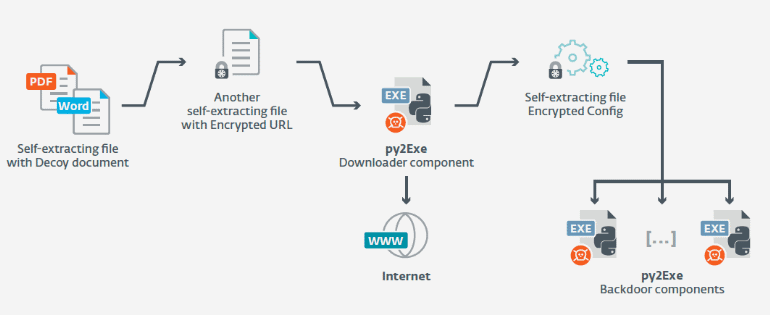 PDF
Word
Self-extracting file
with Decoy document
Another
self-extracting file
with Encrypted URL
EXE
py2Exe
Downloader component
WWW
Internet
Self-extracting file
Encrypted Config
EXE
[...]
EXE
py2Exe
Backdoor components